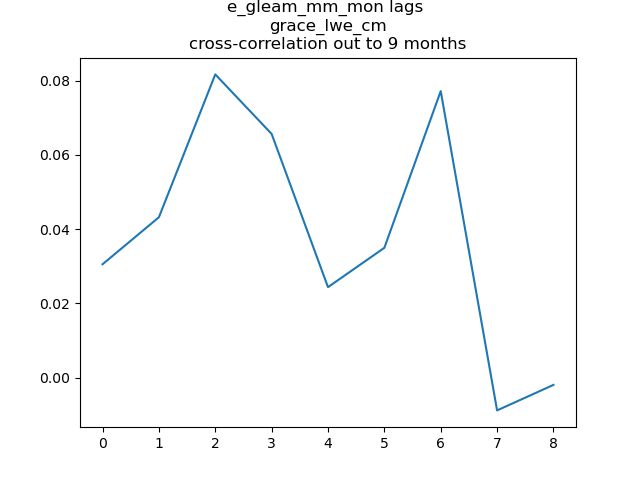 e_gleam_mm_mon lags
grace_lwe_cm
cross-correlation out to 9 months
0.08
0.06
0.04
0.02
0.00
0 1 2 3 4 5 6 7 8